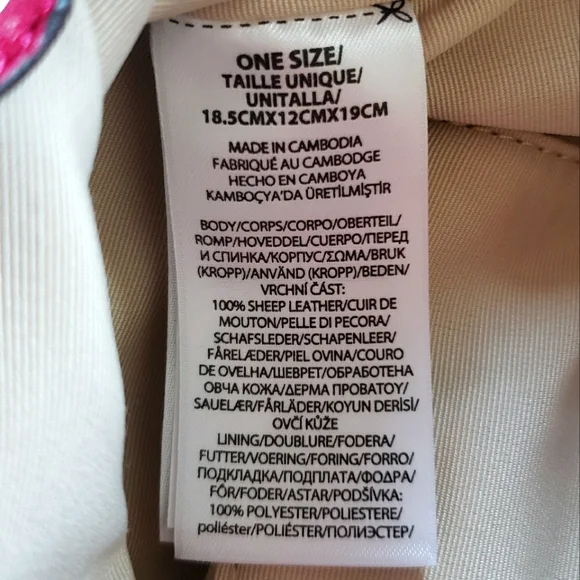 ONE SIZE/
TAILLE UNIQUE/
UNITALLA/
18.5CMX12CMX19CM
MADE IN CAMBODIA
FABRIQUÉ AU CAMBODGE
HECHO EN CAMBOYA
KAMBOÇYA'DA ÜRETİLMİŞTİR
BODY/CORPS/CORPO/OBERTEIL/
ROMP/HOVEDDEL/CUERPO/ПЕРЕД
И СПИНКА/КОРПУС/ΣΩΜΑ/BRUK
(KROPP)/ANVÄND (KROPP)/BEDEN/
VRCHNÍ ČÁST:
100% SHEEP LEATHER/CUIR DE
MOUTON/PELLE DI PECORA/
SCHAFSLEDER/SCHAPENLEER/
FÅRELÆDER/PIEL OVINA/COURO
DE OVELHA/ШЕВРЕТ/ОБРАБОТЕНА
ОВЧА КОЖА/ΔΕΡΜΑ ΠΡΟΒΑΤΟΥ/
SAUELÆR/FÅRLÄDER/KOYUN DERİSİ/
OVČÍ KŮŽE
LINING/DOUBLURE/FODERA/
FUTTER/VOERING/FORING/FORRO/
ПОДКЛАДКА/ПОДПЛАТА/ΦΟΔΡΑ/
FÔR/FODER/ASTAR/PODŠÍVKA:
100% POLYESTER/POLIESTERE/
poliéster/POLIÉSTER/ПОЛИЭСТЕР/